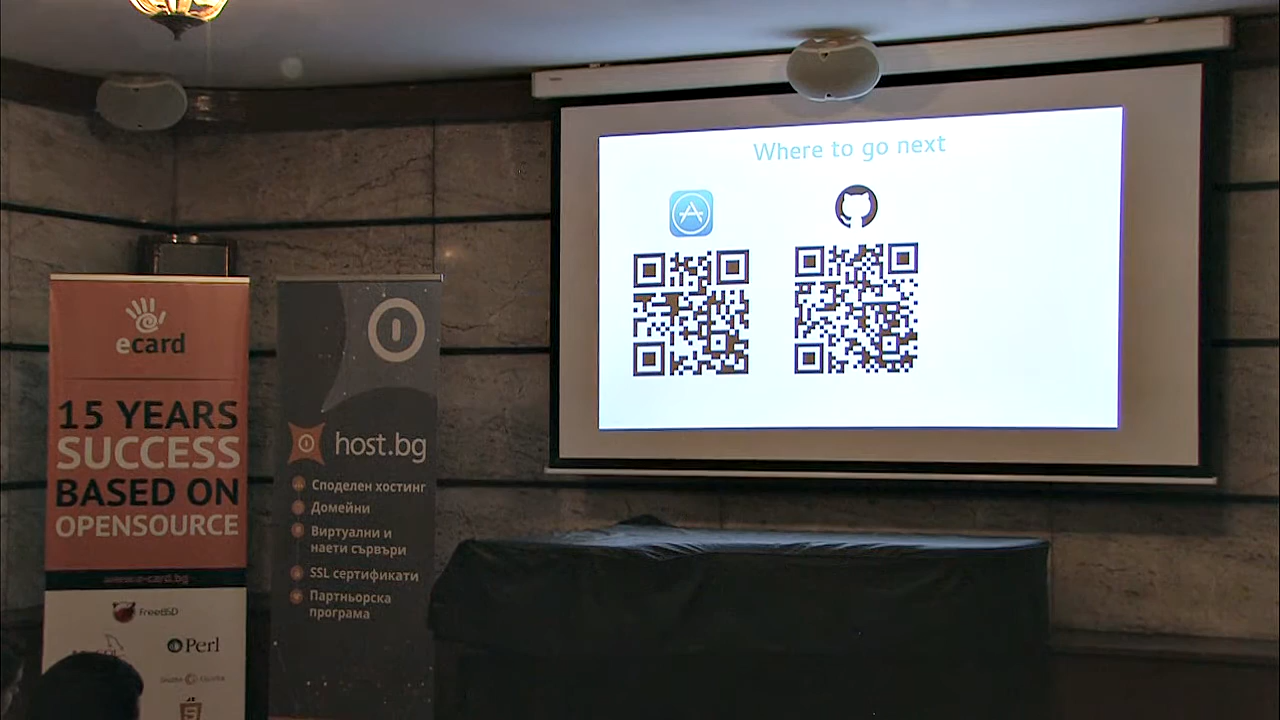 Where to go next
ecard
15 YEARS
SUCCESS
BASED ON
OPENSOURCE
www.e-card.bg
FreeBSD
Perl
host.bg
Споделен хостинг
Домейни
Виртуални и
наети сървъри
SSL сертификати
Партньорска
програма